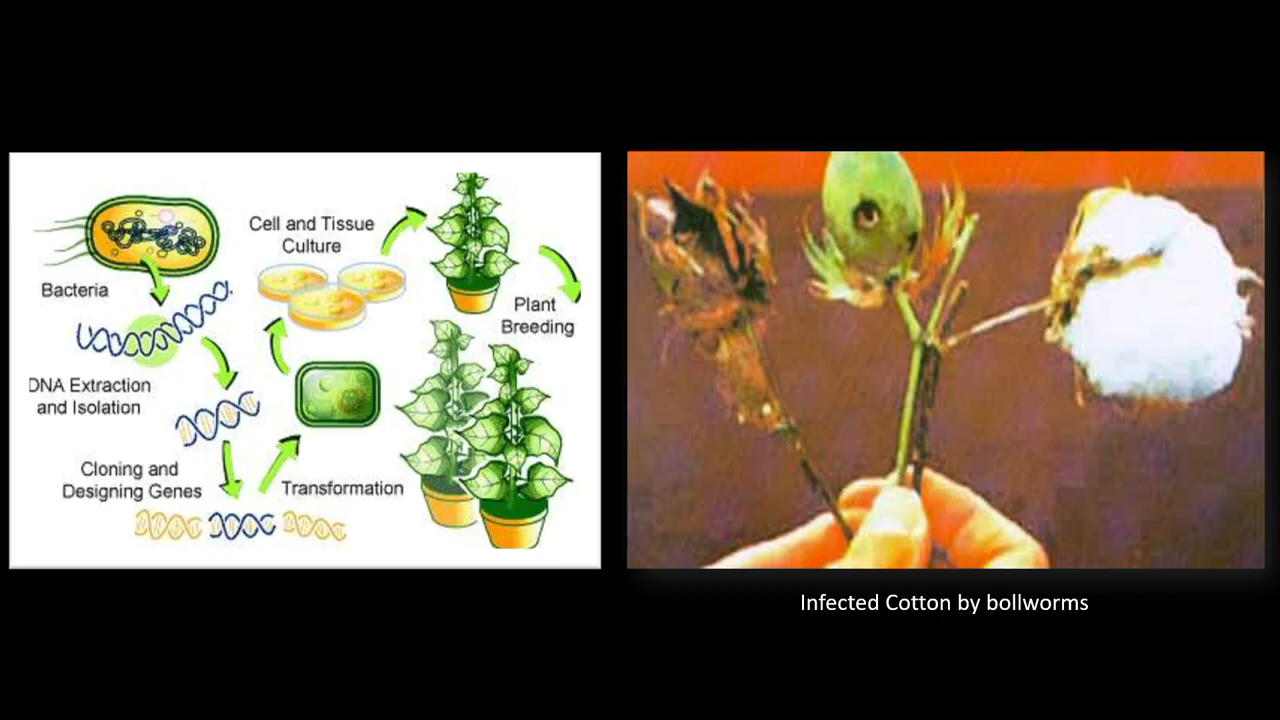 Cell and Tissue
Culture
Bacteria
Plant
Breeding
DNA Extraction
and Isolation
Cloning and
Designing Genes
Transformation
Infected Cotton by bollworms